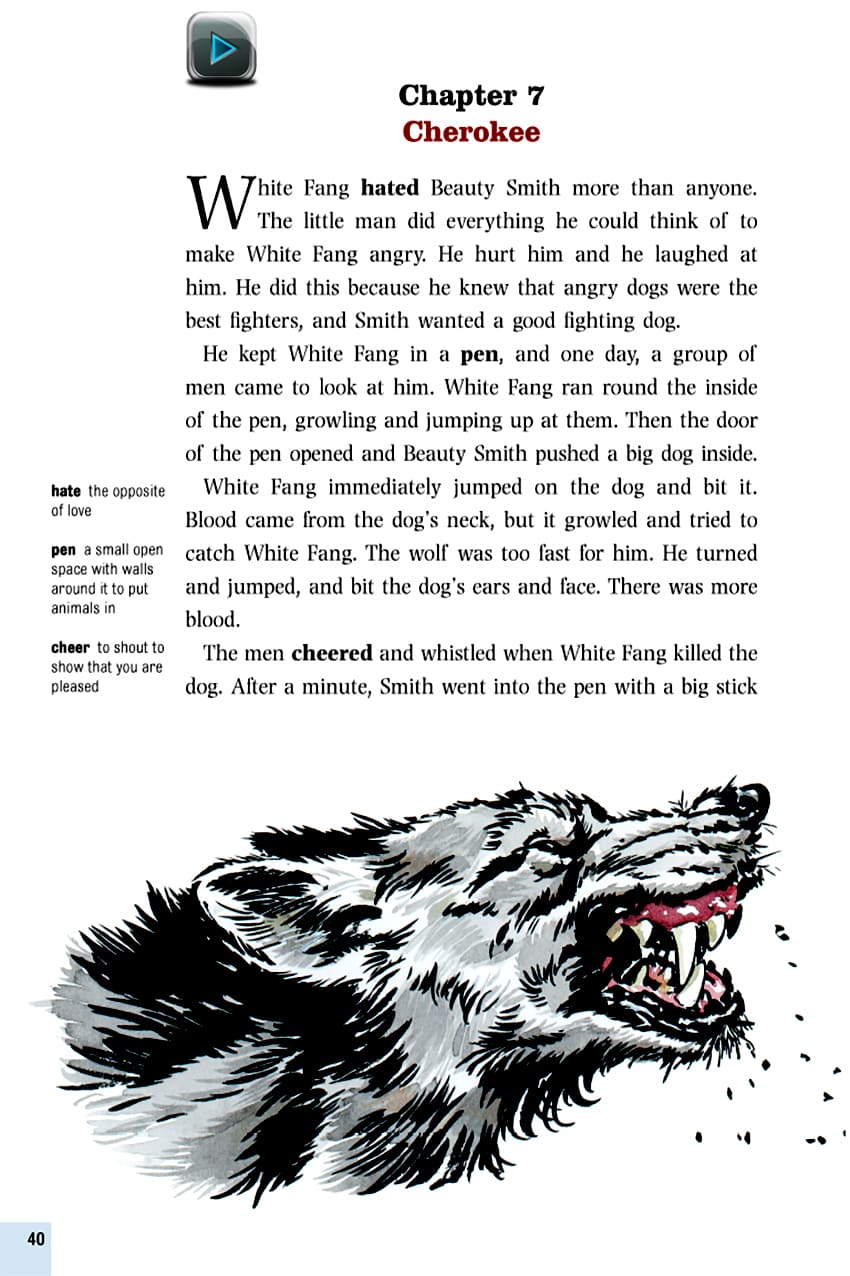 Chapter 7
Cherokee
White Fang hated Beauty Smith more than anyone.
The little man did everything he could think of to
make White Fang angry. He hurt him and he laughed at
him. He did this because he knew that angry dogs were the
best fighters, and Smith wanted a good fighting dog.
He kept White Fang in a pen, and one day, a group of
men came to look at him. White Fang ran round the inside
of the pen, growling and jumping up at them. Then the door
of the pen opened and Beauty Smith pushed a big dog inside.
White Fang immediately jumped on the dog and bit it.
Blood came from the dog's neck, but it growled and tried to
catch White Fang. The wolf was too fast for him. He turned
and jumped, and bit the dog's ears and face. There was more
blood.
The men cheered and whistled when White Fang killed the
dog. After a minute, Smith went into the pen with a big stick
hate the opposite
of love
pen a small open
space with walls
around it to put
animals in
cheer to shout to
show that you are
pleased
40